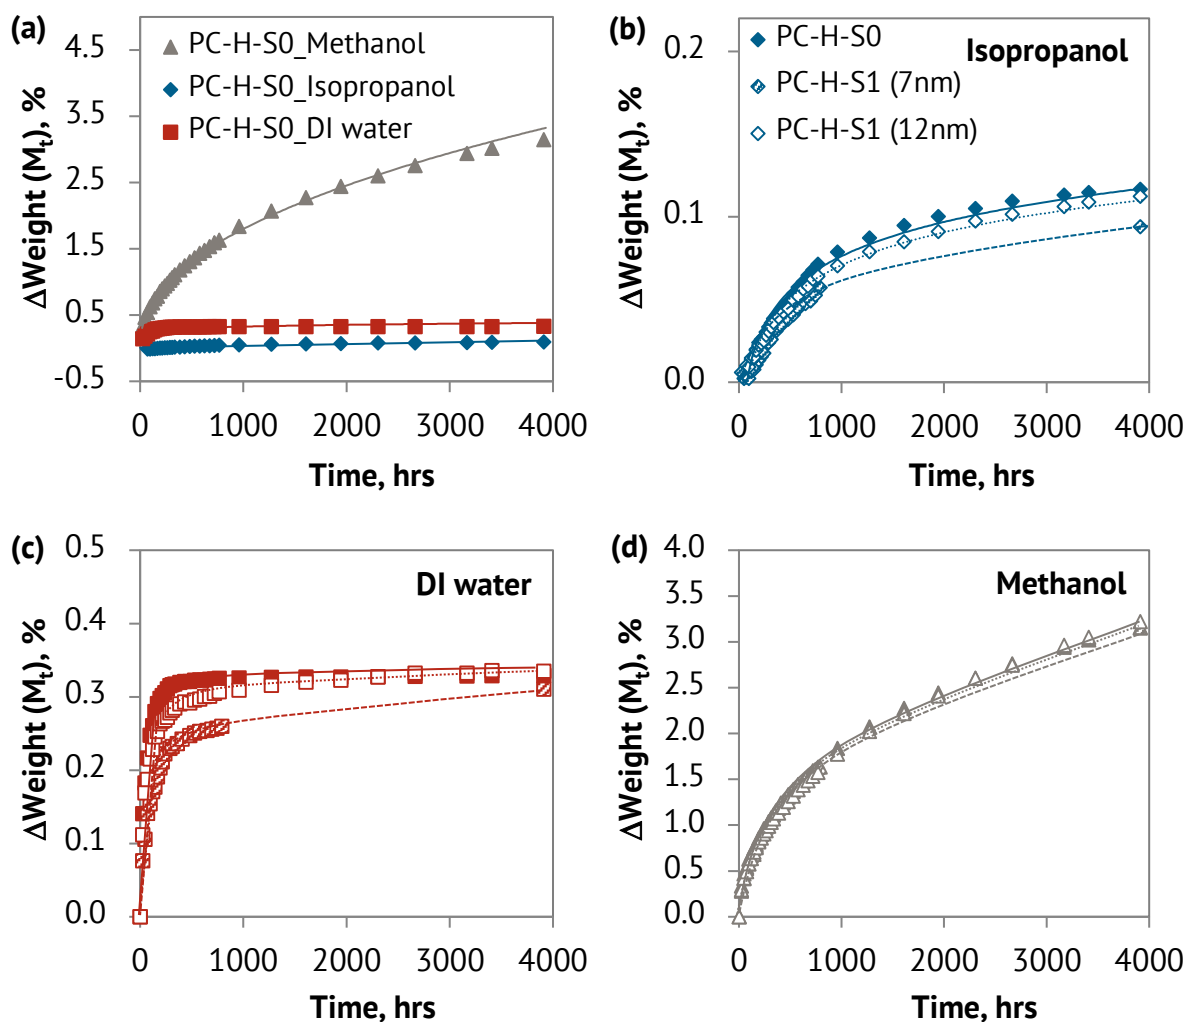 (a)
ΔWeight (Mt), %
4.5
3.5
2.5
1.5
0.5
-0.5
PC-H-S0_Methanol
PC-H-S0_Isopropanol
PC-H-S0_DI water
0 1000 2000 3000 4000
Time, hrs
(b)
ΔWeight (Mt), %
0.2
0.1
0.0
PC-H-S0
PC-H-S1 (7nm)
PC-H-S1 (12nm)
Isopropanol
0 1000 2000 3000 4000
Time, hrs
(c)
ΔWeight (Mt), %
0.5
0.4
0.3
0.2
0.1
0.0
DI water
0 1000 2000 3000 4000
Time, hrs
(d)
ΔWeight (Mt), %
4.0
3.5
3.0
2.5
2.0
1.5
1.0
0.5
0.0
Methanol
0 1000 2000 3000 4000
Time, hrs